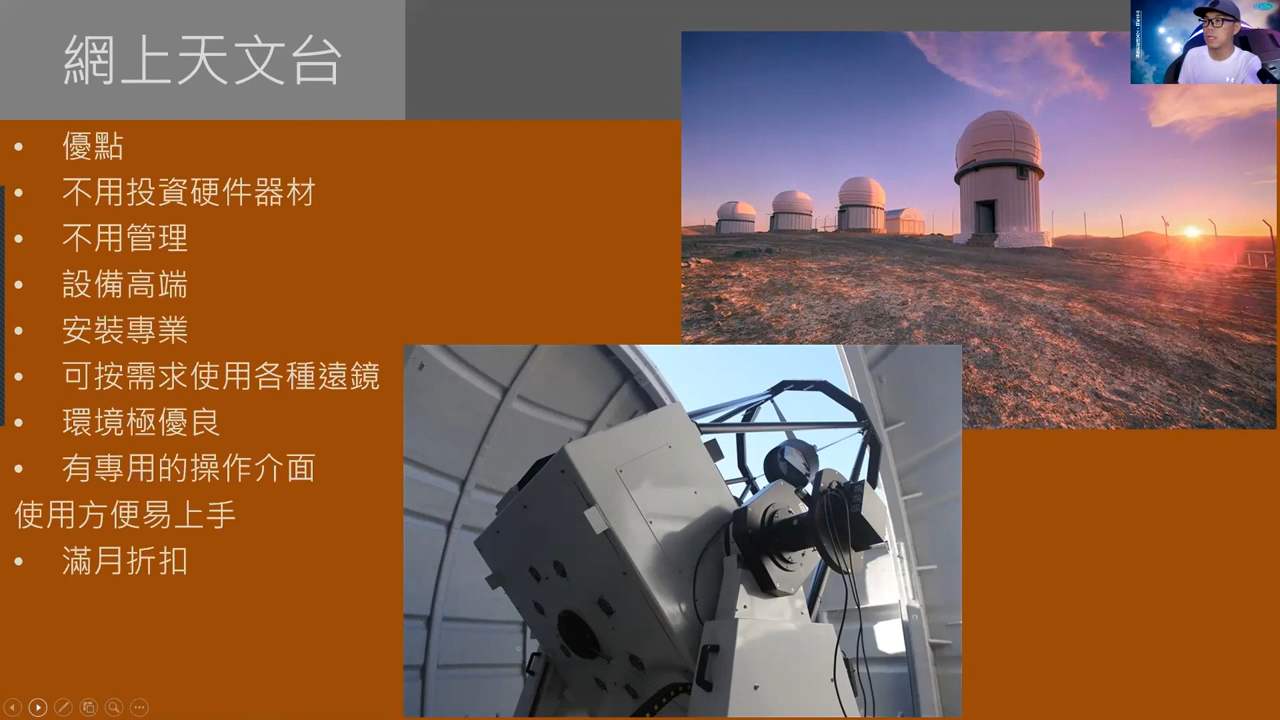 網上天文台
• 優點
• 不用投資硬件器材
• 不用管理
• 設備高端
• 安裝專業
• 可按需求使用各種遠鏡
• 環境極優良
• 有專用的操作介面
使用方便易上手
• 滿月折扣